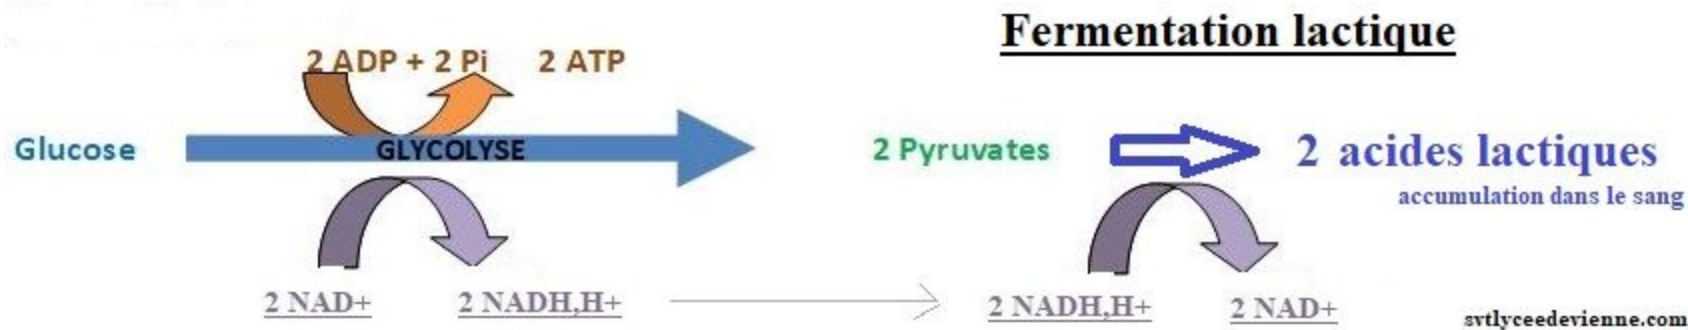 Fermentation lactique
2 ADP + 2 Pi 2 ATP
Glucose GLYCOLYSE 2 Pyruvates 2 acides lactiques
accumulation dans le sang
2 NAD+ 2 NADH,H+ 2 NADH,H+ 2 NAD+
svtlyceedevienne.com